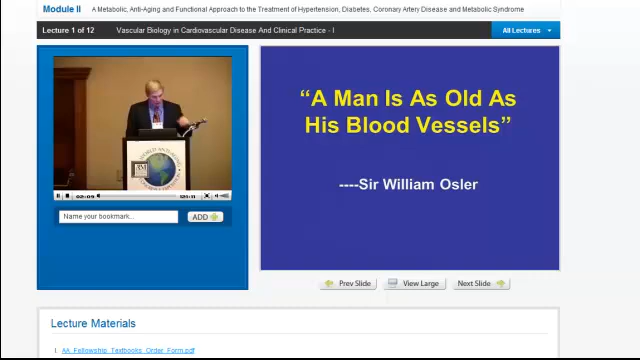 Module II A Metabolic, Anti-Aging and Functional Approach to the Treatment of Hypertension, Diabetes, Coronary Artery Disease and Metabolic Syndrome
Lecture 1 of 12 Vascular Biology in Cardiovascular Disease And Clinical Practice - I All Lectures
“A Man Is As Old As
His Blood Vessels”
----Sir William Osler
02:09
Name your bookmark... ADD
Prev Slide View Large Next Slide
Lecture Materials
1. AA_Fellowship_Textbooks_Order_Form.pdf